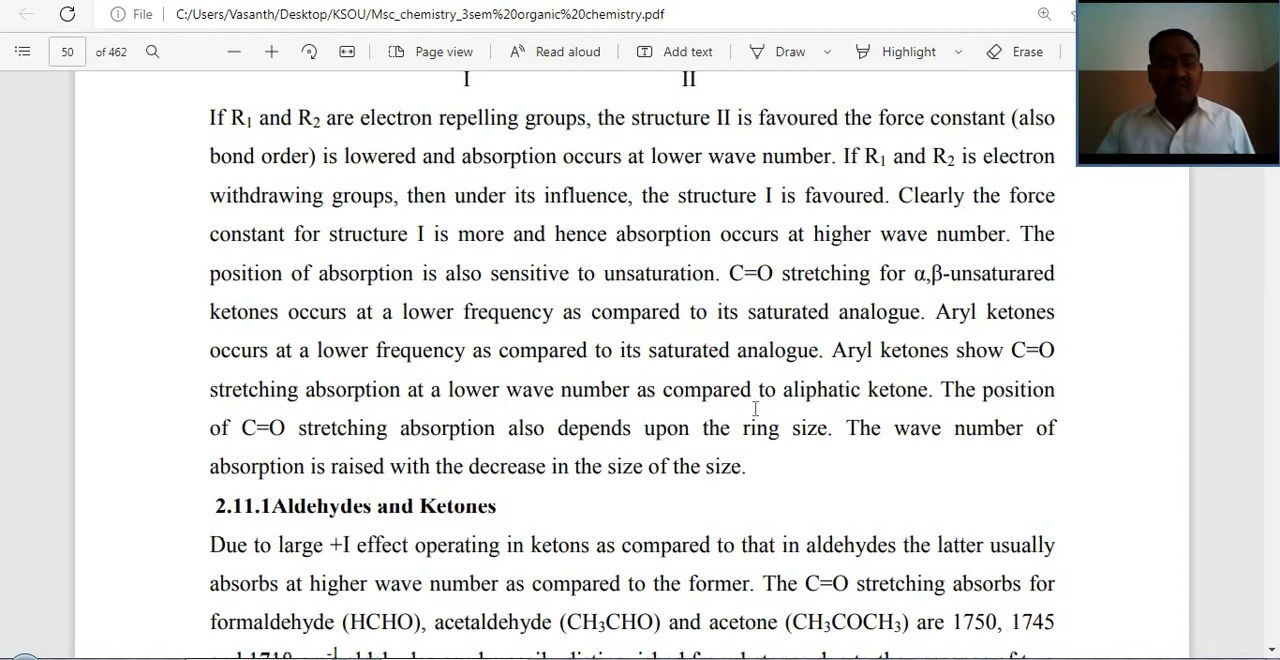 File | C:/Users/Vasanth/Desktop/KSOU/Msc_chemistry_3sem%20organic%20chemistry.pdf
50 of 462 Page view Read aloud Add text Draw Highlight Erase
I II
If R₁ and R₂ are electron repelling groups, the structure II is favoured the force constant (also
bond order) is lowered and absorption occurs at lower wave number. If R₁ and R₂ is electron
withdrawing groups, then under its influence, the structure I is favoured. Clearly the force
constant for structure I is more and hence absorption occurs at higher wave number. The
position of absorption is also sensitive to unsaturation. C=O stretching for α,β-unsaturared
ketones occurs at a lower frequency as compared to its saturated analogue. Aryl ketones
occurs at a lower frequency as compared to its saturated analogue. Aryl ketones show C=O
stretching absorption at a lower wave number as compared to aliphatic ketone. The position
of C=O stretching absorption also depends upon the ring size. The wave number of
absorption is raised with the decrease in the size of the size.
2.11.1Aldehydes and Ketones
Due to large +I effect operating in ketons as compared to that in aldehydes the latter usually
absorbs at higher wave number as compared to the former. The C=O stretching absorbs for
formaldehyde (HCHO), acetaldehyde (CH₃CHO) and acetone (CH₃COCH₃) are 1750, 1745